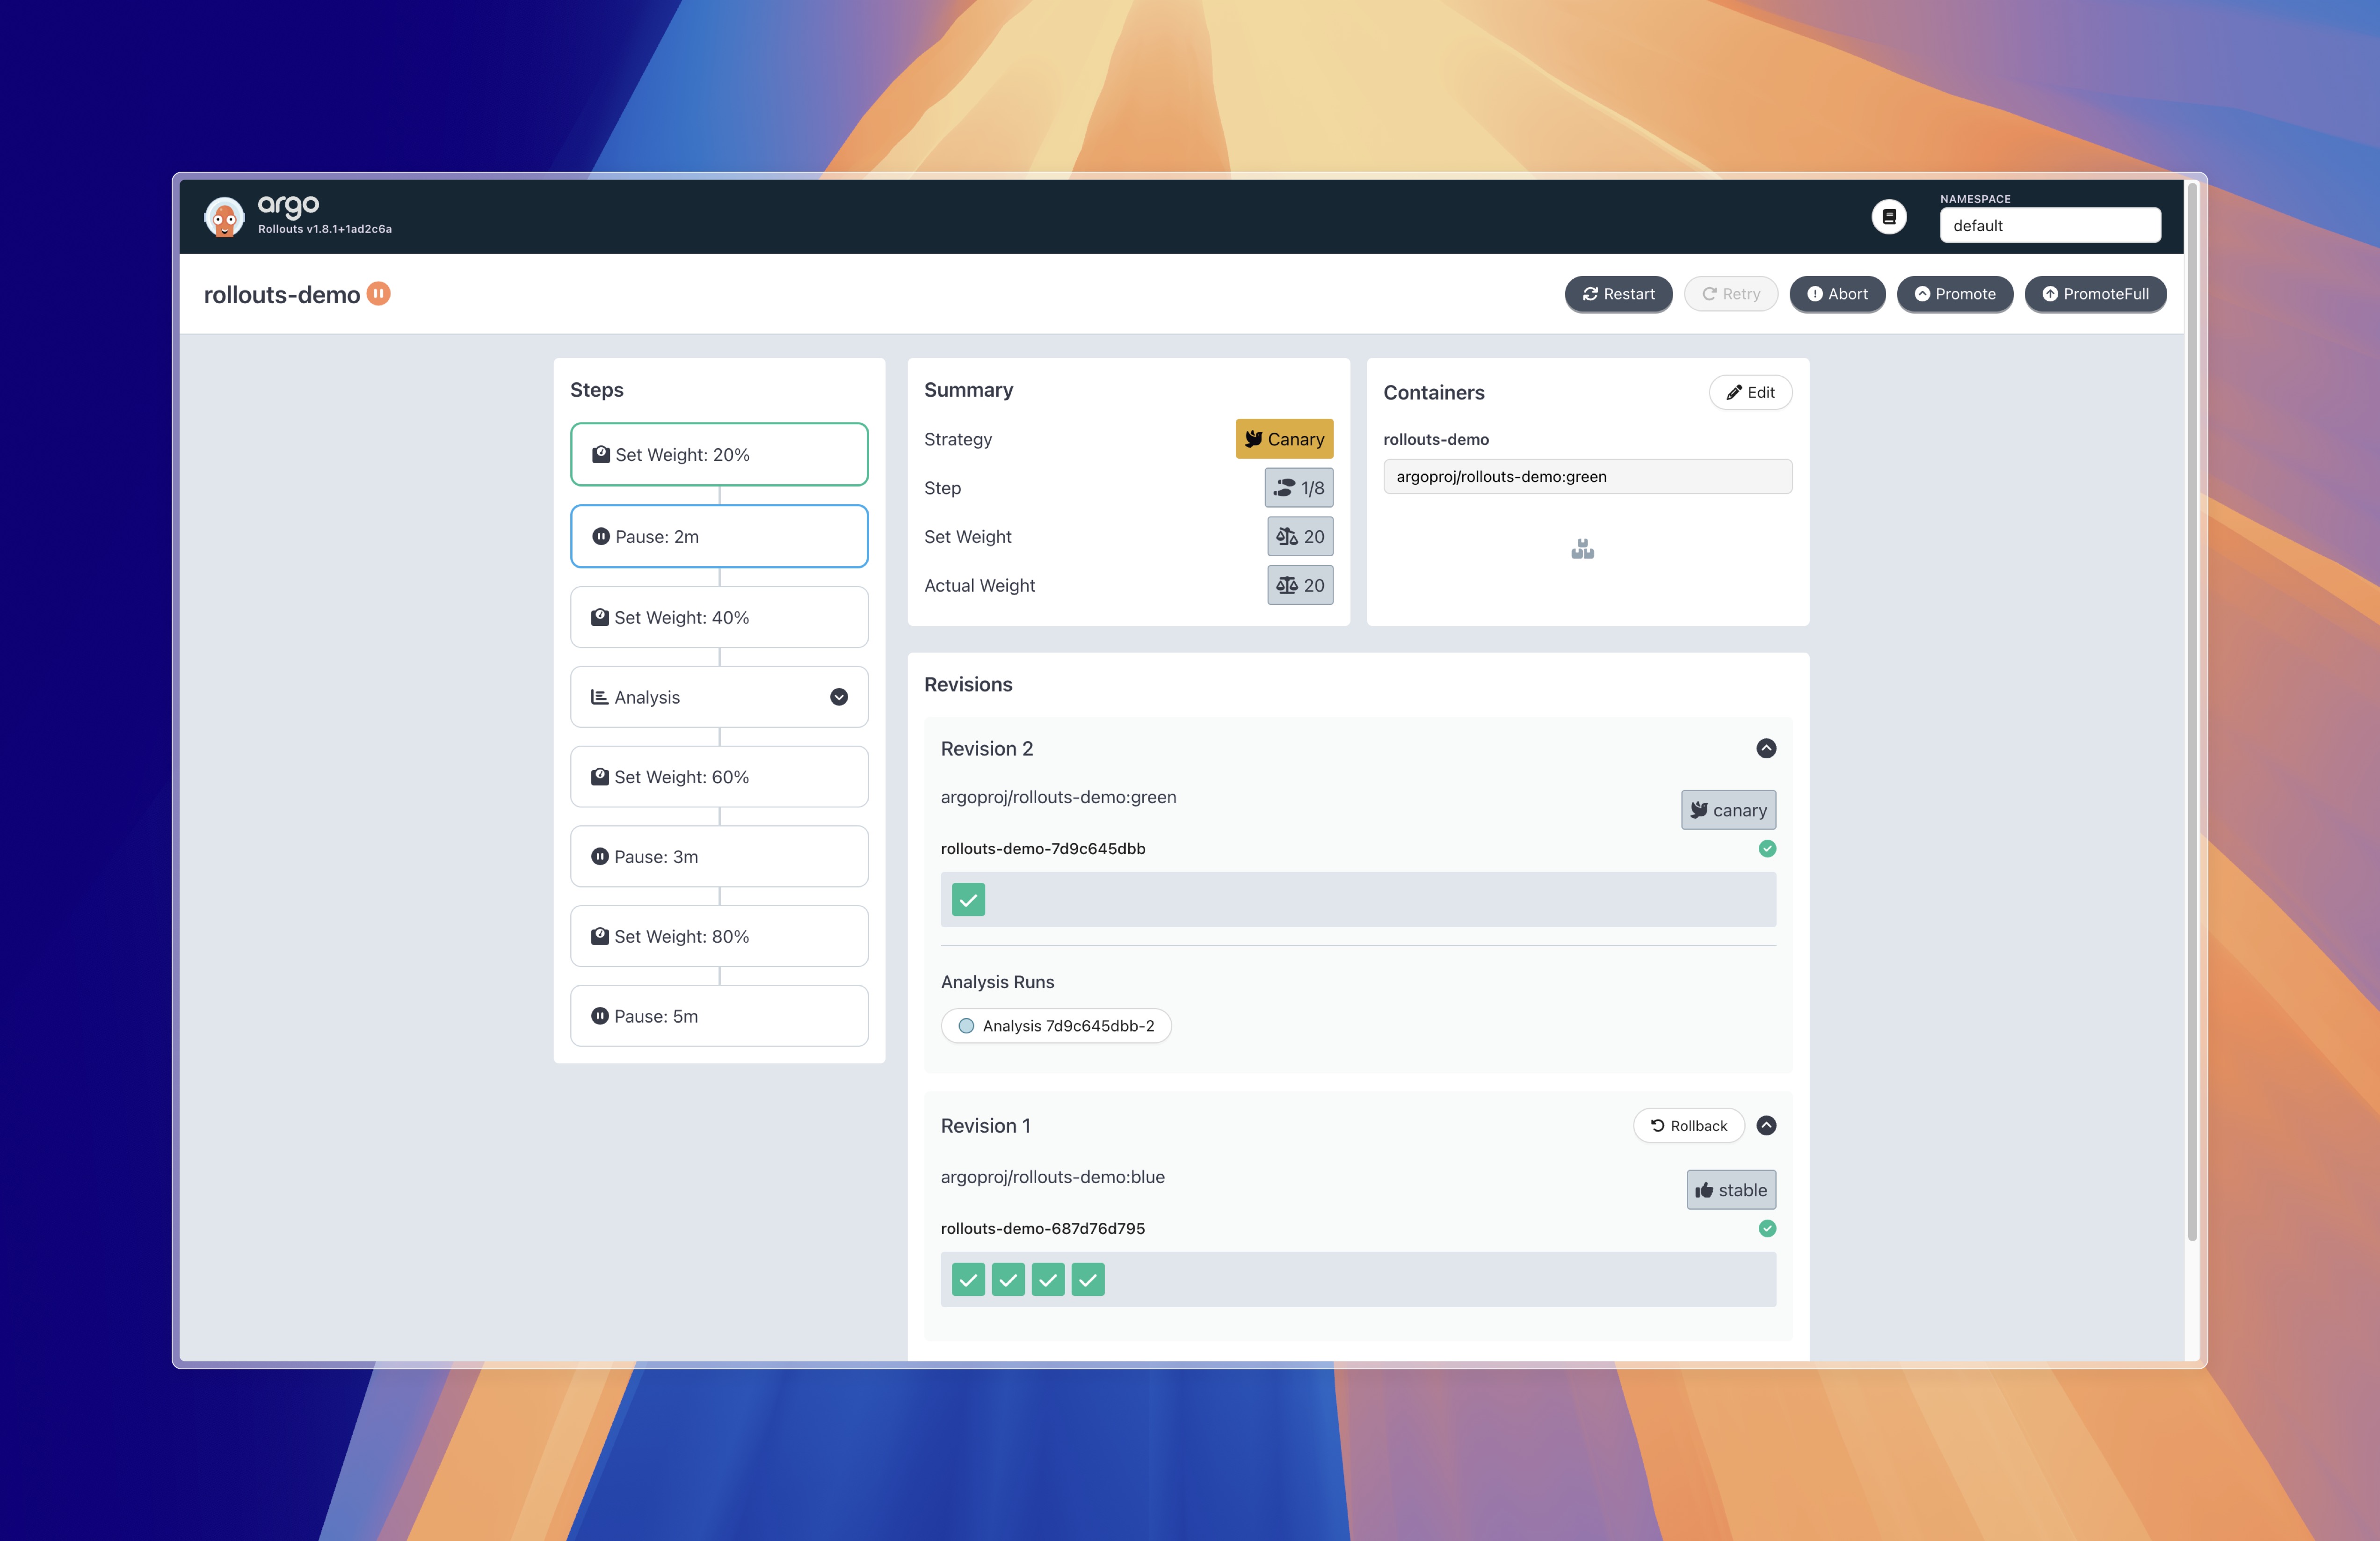 argo
Rollouts v1.8.1+1ad2c6a
NAMESPACE
default
rollouts-demo
Restart
Retry
Abort
Promote
PromoteFull
Steps
Set Weight: 20%
Pause: 2m
Set Weight: 40%
Analysis
Set Weight: 60%
Pause: 3m
Set Weight: 80%
Pause: 5m
Summary
Strategy Canary
Step 1/8
Set Weight 20
Actual Weight 20
Containers
Edit
rollouts-demo
argoproj/rollouts-demo:green
Revisions
Revision 2
argoproj/rollouts-demo:green
canary
rollouts-demo-7d9c645dbb
Analysis Runs
Analysis 7d9c645dbb-2
Revision 1
Rollback
argoproj/rollouts-demo:blue
stable
rollouts-demo-687d76d795